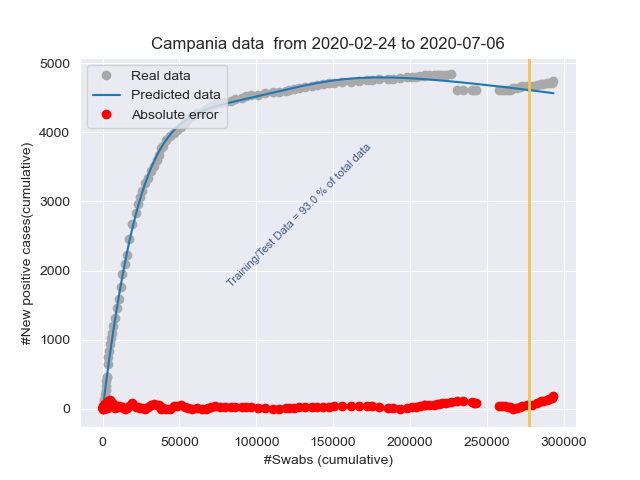 Campania data  from 2020-02-24 to 2020-07-06
Real data
Predicted data
Absolute error
Training/Test Data = 93.0 % of total data
#New positive cases(cumulative)
5000
4000
3000
2000
1000
0
0
50000
100000
150000
200000
250000
300000
#Swabs (cumulative)